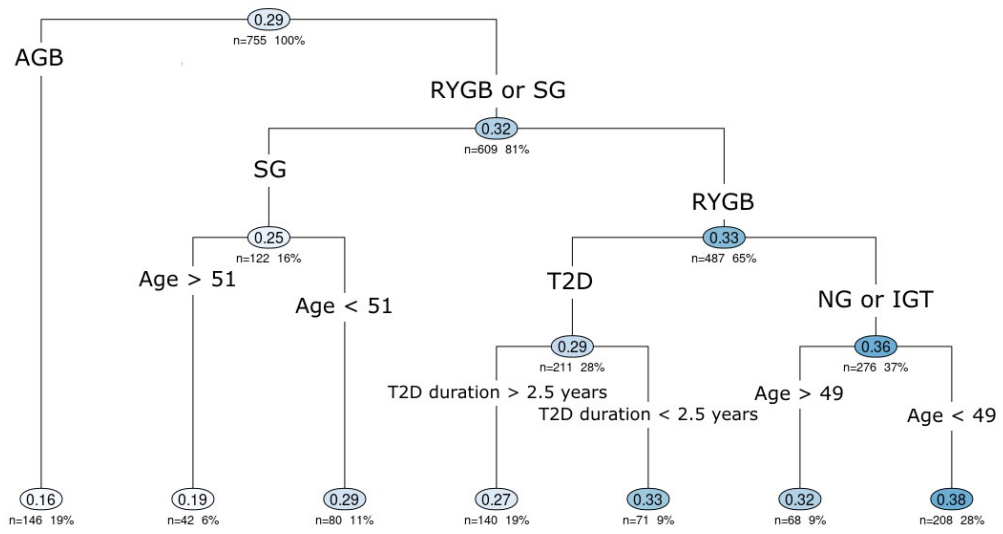 0.29
n=755 100%
AGB
RYGB or SG
0.32
n=609 81%
SG
RYGB
0.25
n=122 16%
0.33
n=487 65%
Age > 51
Age < 51
T2D
NG or IGT
0.29
n=211 28%
0.36
n=276 37%
T2D duration > 2.5 years
T2D duration < 2.5 years
Age > 49
Age < 49
0.16
n=146 19%
0.19
n=42 6%
0.29
n=80 11%
0.27
n=140 19%
0.33
n=71 9%
0.32
n=68 9%
0.38
n=208 28%